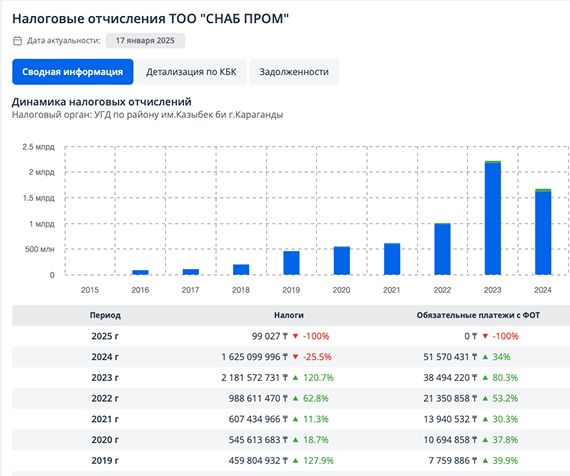 Налоговые отчисления ТОО "СНАБ ПРОМ"
Дата актуальности: 17 января 2025
Сводная информация Детализация по КБК Задолженности
Динамика налоговых отчислений
Налоговый орган: УГД по району им.Казыбек би г.Караганды
2.5 млрд
2 млрд
1.5 млрд
1 млрд
500 млн
0
2015 2016 2017 2018 2019 2020 2021 2022 2023 2024
Период Налоги Обязательные платежи с ФОТ
2025 г 99 027 ₸ ▼ -100% 0 ₸ ▼ -100%
2024 г 1 625 099 996 ₸ ▼ -25.5% 51 570 431 ₸ ▲ 34%
2023 г 2 181 572 731 ₸ ▲ 120.7% 38 494 220 ₸ ▲ 80.3%
2022 г 988 611 470 ₸ ▲ 62.8% 21 350 858 ₸ ▲ 53.2%
2021 г 607 434 966 ₸ ▲ 11.3% 13 940 532 ₸ ▲ 30.3%
2020 г 545 613 683 ₸ ▲ 18.7% 10 694 858 ₸ ▲ 37.8%
2019 г 459 804 932 ₸ ▲ 127.9% 7 759 886 ₸ ▲ 39.9%